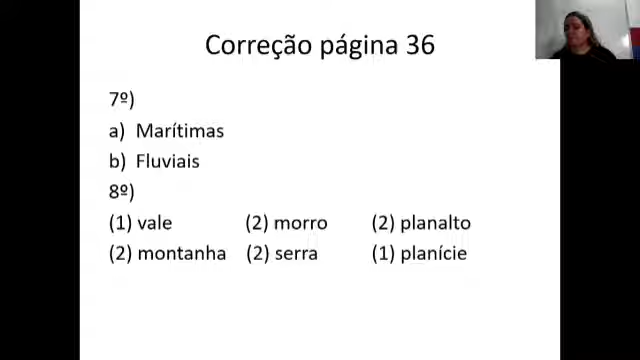 Correção página 36
7º)
a) Marítimas
b) Fluviais
8º)
(1) vale (2) morro (2) planalto
(2) montanha (2) serra (1) planície